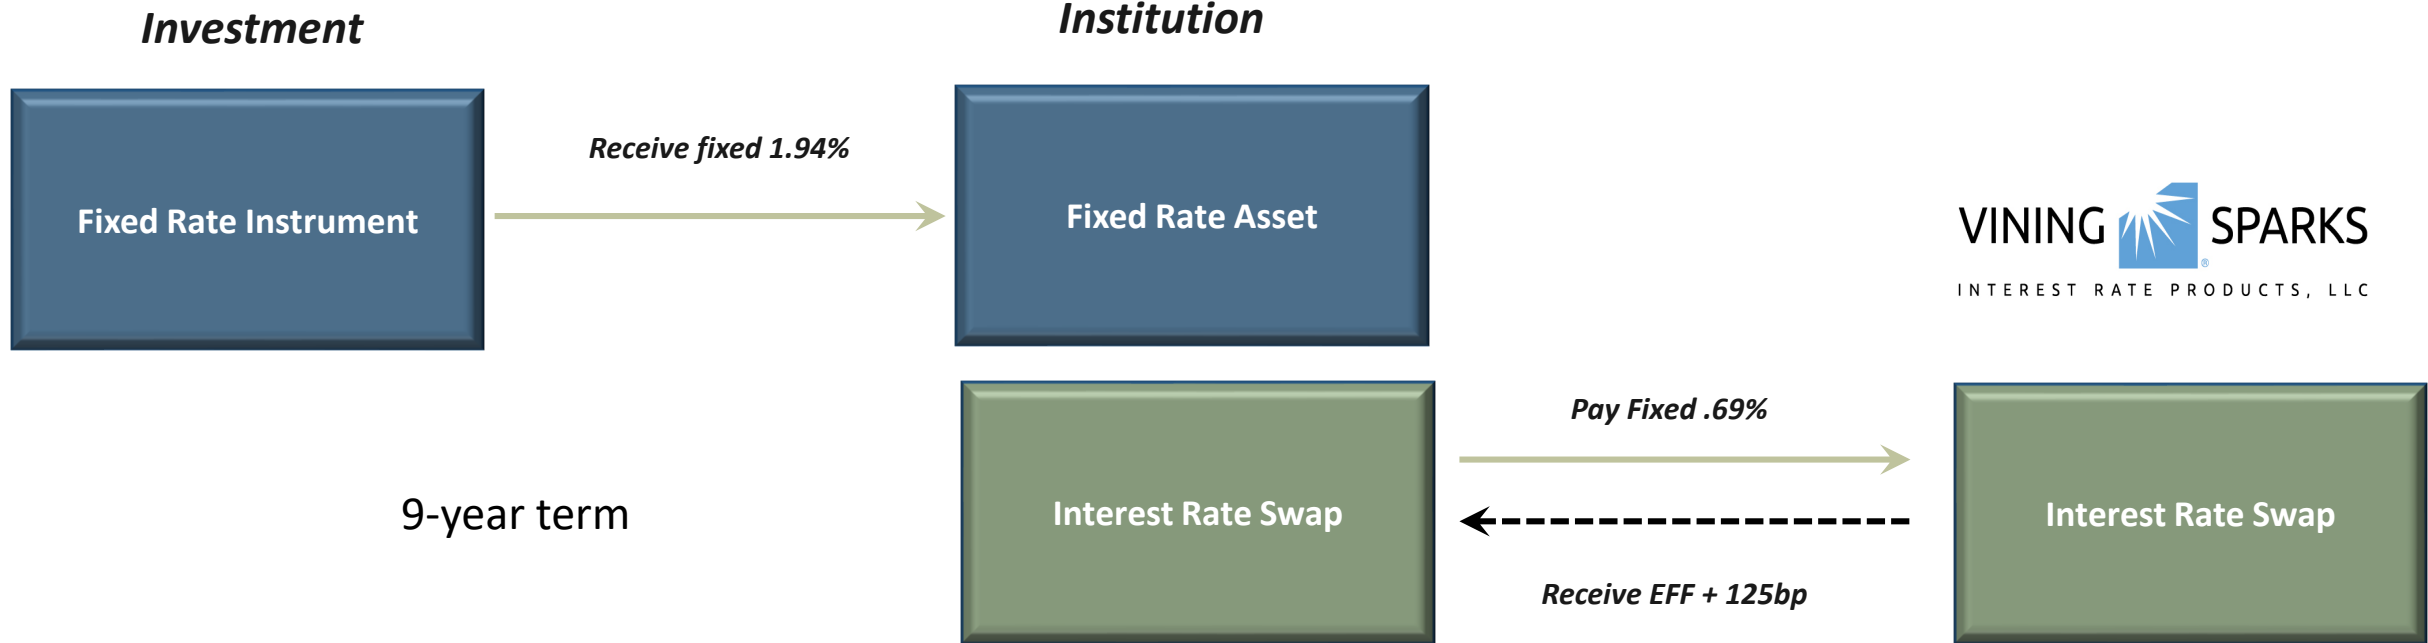 Investment
Institution
Receive fixed 1.94%
Fixed Rate Instrument
Fixed Rate Asset
VINING SPARKS
®
INTEREST RATE PRODUCTS, LLC
Pay Fixed .69%
9-year term
Interest Rate Swap
Interest Rate Swap
Receive EFF + 125bp